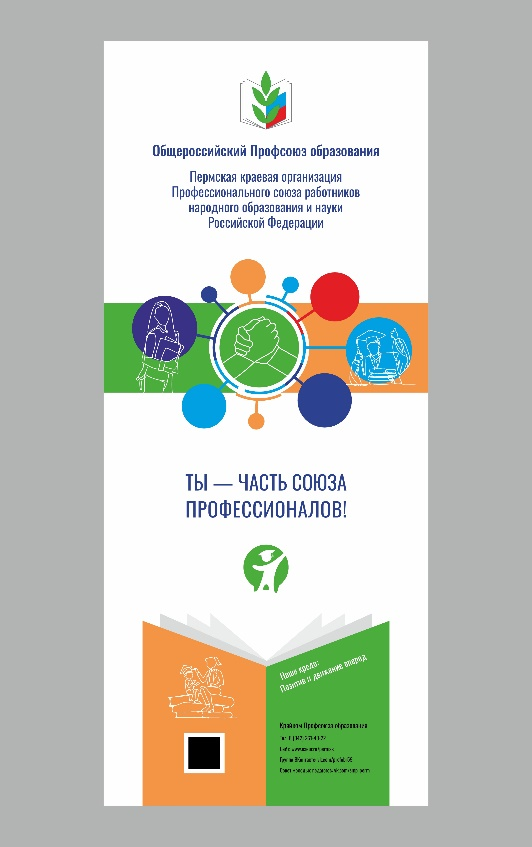 Общероссийский Профсоюз образования
Пермская краевая организация
Профессионального союза работников
народного образования и науки
Российской Федерации
ТЫ — ЧАСТЬ СОЮЗА
ПРОФЕССИОНАЛОВ!
Наше кредо:
Позитив и движение вперед
Крайком Профсоюза образования